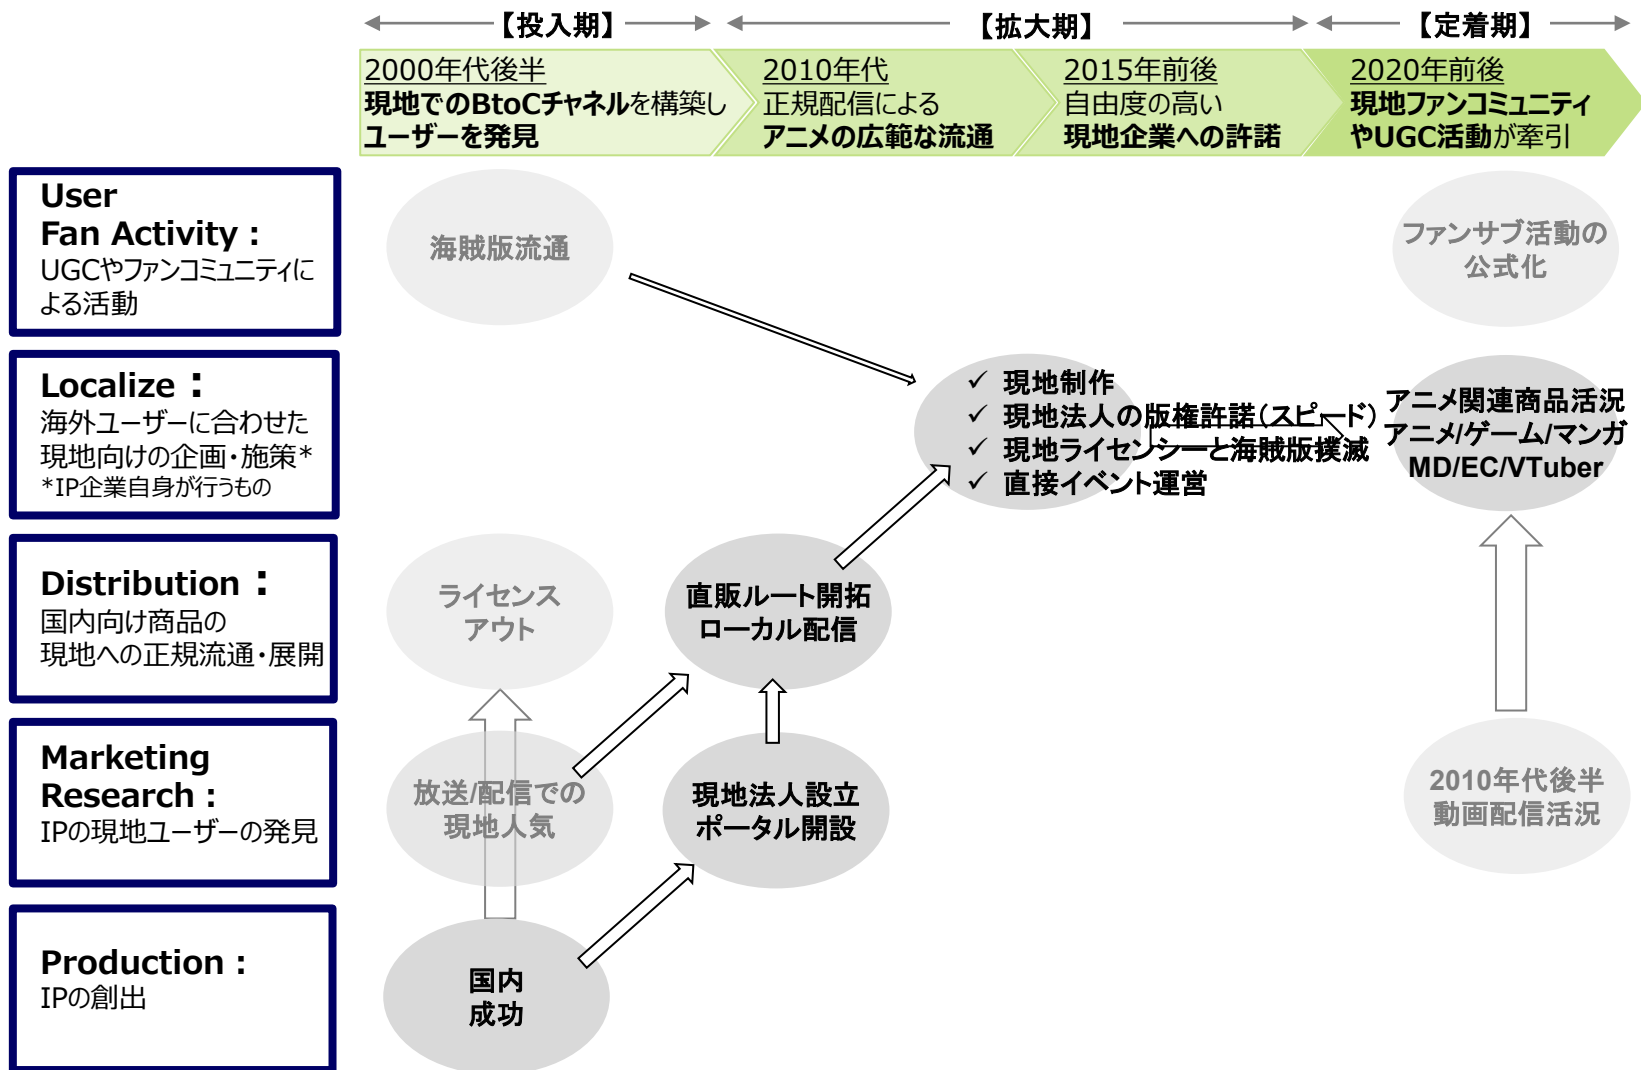 【投入期】
【拡大期】
【定着期】
2000年代後半
現地でのBtoCチャネルを構築し
ユーザーを発見
2010年代
正規配信による
アニメの広範な流通
2015年前後
自由度の高い
現地企業への許諾
2020年前後
現地ファンコミュニティ
やUGC活動が牽引
User
Fan Activity：
UGCやファンコミュニティに
よる活動
海賊版流通
ファンサブ活動の
公式化
Localize：
海外ユーザーに合わせた
現地向けの企画・施策*
*IP企業自身が行うもの
✓ 現地制作
✓ 現地法人の版権許諾（スピード）
✓ 現地ライセンシーと海賊版撲滅
✓ 直接イベント運営
アニメ関連商品活況
アニメ/ゲーム/マンガ
MD/EC/VTuber
Distribution：
国内向け商品の
現地への正規流通・展開
ライセンス
アウト
直販ルート開拓
ローカル配信
Marketing
Research：
IPの現地ユーザーの発見
放送/配信での
現地人気
現地法人設立
ポータル開設
2010年代後半
動画配信活況
Production：
IPの創出
国内
成功